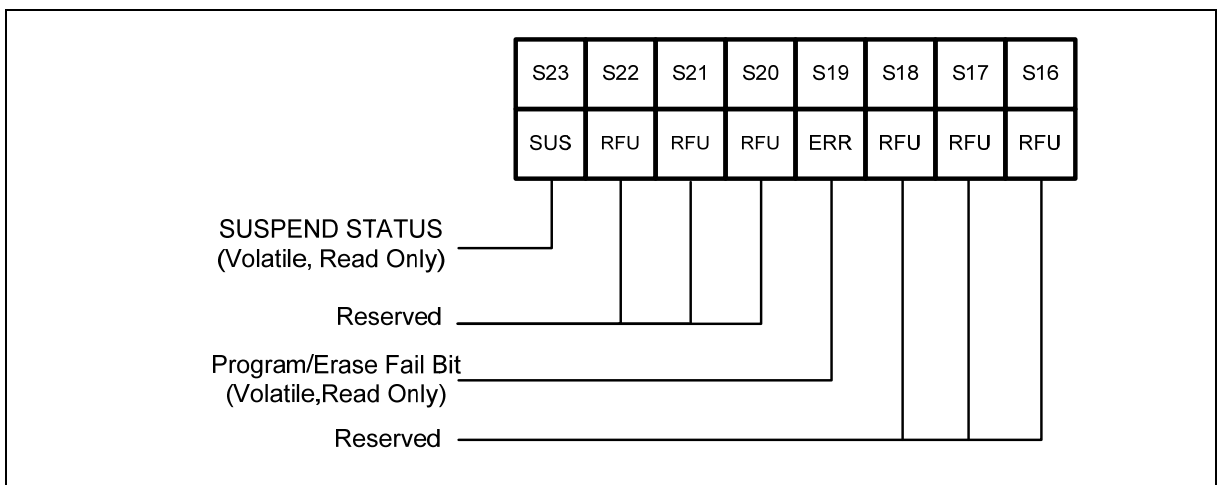 S23 S22 S21 S20 S19 S18 S17 S16
SUS RFU RFU RFU ERR RFU RFU RFU
SUSPEND STATUS
(Volatile, Read Only)
Reserved
Program/Erase Fail Bit
(Volatile,Read Only)
Reserved